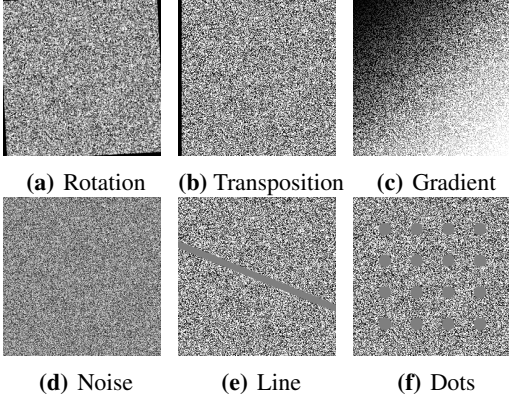 (a) Rotation (b) Transposition (c) Gradient
(d) Noise (e) Line (f) Dots